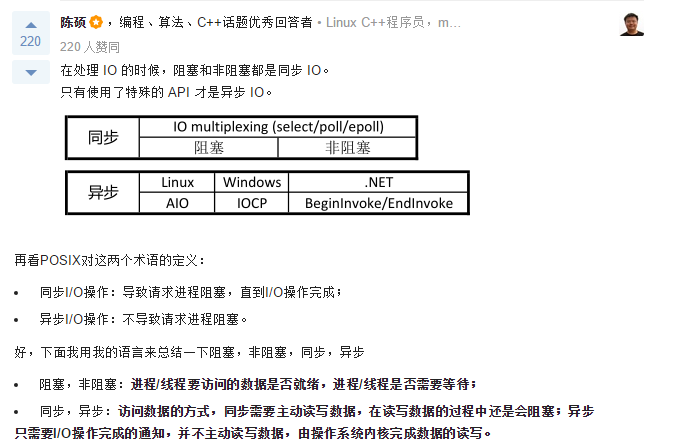 陈硕，编程、算法、C++话题优秀回答者 • Linux C++程序员，m...
220
220 人赞同
在处理 IO 的时候，阻塞和非阻塞都是同步 IO。
只有使用了特殊的 API 才是异步 IO。
同步
IO multiplexing (select/poll/epoll)
阻塞 非阻塞
异步
Linux Windows .NET
AIO IOCP BeginInvoke/EndInvoke
再看POSIX对这两个术语的定义：
• 同步I/O操作：导致请求进程阻塞，直到I/O操作完成；
• 异步I/O操作：不导致请求进程阻塞。
好，下面我用我的语言来总结一下阻塞，非阻塞，同步，异步
• 阻塞，非阻塞：进程/线程要访问的数据是否就绪，进程/线程是否需要等待；
• 同步，异步：访问数据的方式，同步需要主动读写数据，在读写数据的过程中还是会阻塞；异步
只需要I/O操作完成的通知，并不主动读写数据，由操作系统内核完成数据的读写。